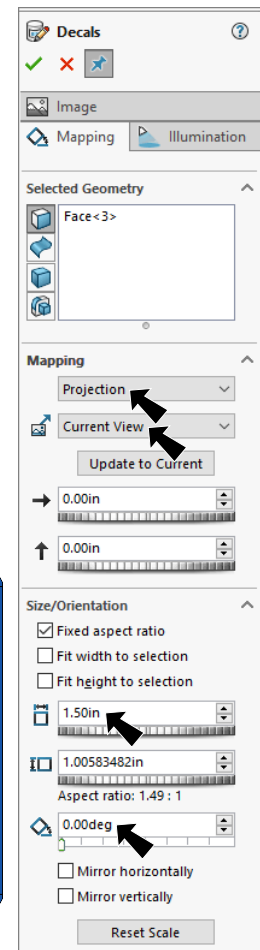 Decals
Image
Mapping Illumination
Selected Geometry
Face<3>
Mapping
Projection
Current View
Update to Current
0.00in
0.00in
Size/Orientation
Fixed aspect ratio
Fit width to selection
Fit height to selection
1.50in
1.00583482in
Aspect ratio: 1.49 : 1
0.00deg
Mirror horizontally
Mirror vertically
Reset Scale